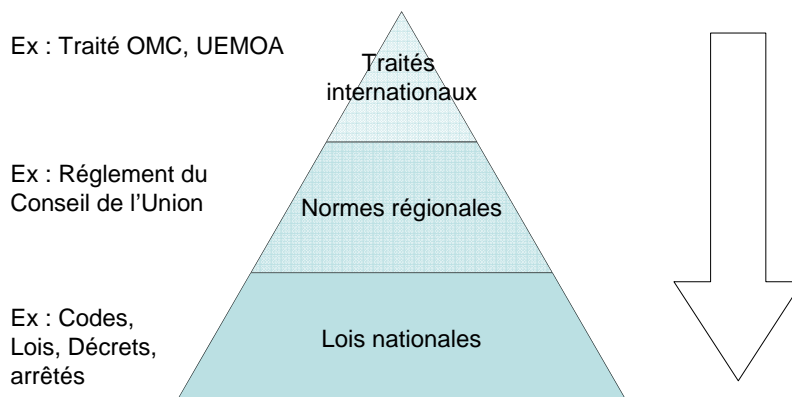 Ex : Traité OMC, UEMOA
Traités
internationaux
Ex : Réglement du
Conseil de l'Union
Normes régionales
Ex : Codes,
Lois, Décrets,
arrêtés
Lois nationales